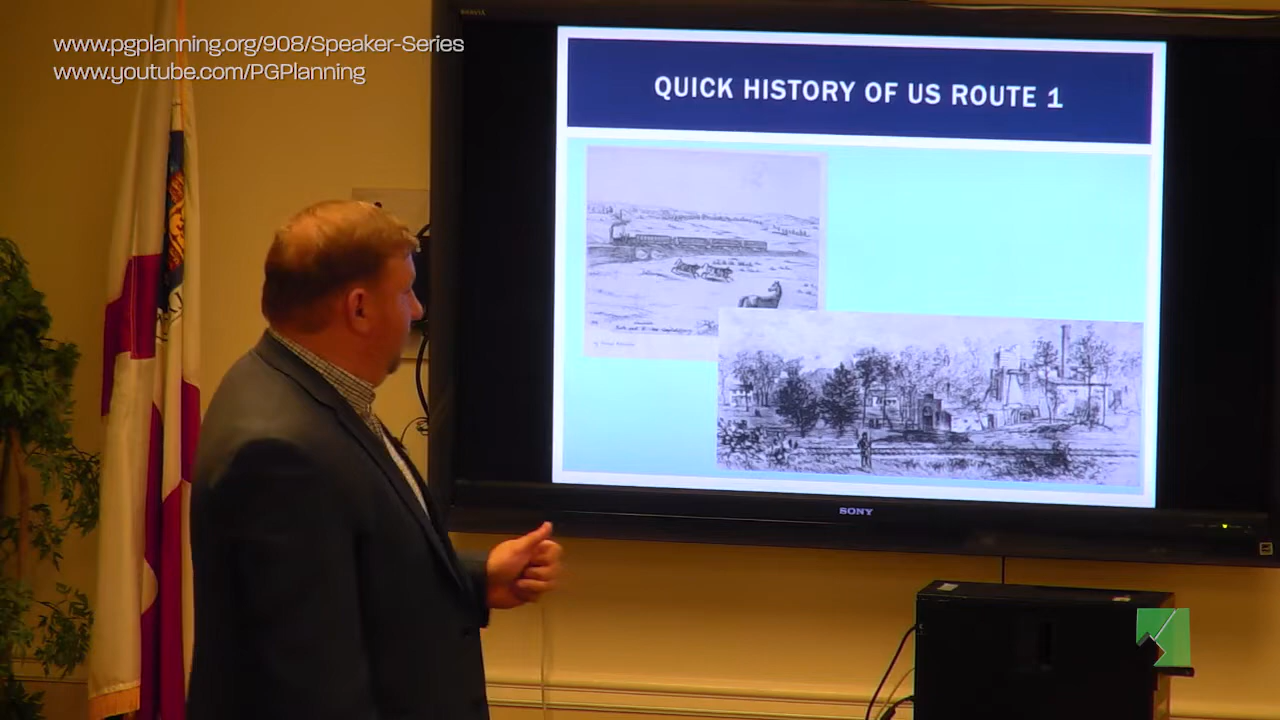 www.pgplanning.org/908/Speaker-Series
www.youtube.com/PGPlanning
QUICK HISTORY OF US ROUTE 1
SONY